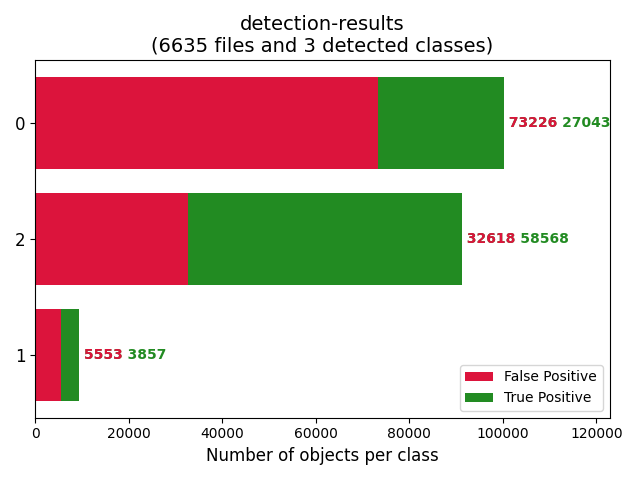 detection-results
(6635 files and 3 detected classes)
0
73226 27043
2
32618 58568
1
5553 3857
False Positive
True Positive
0 20000 40000 60000 80000 100000 120000
Number of objects per class